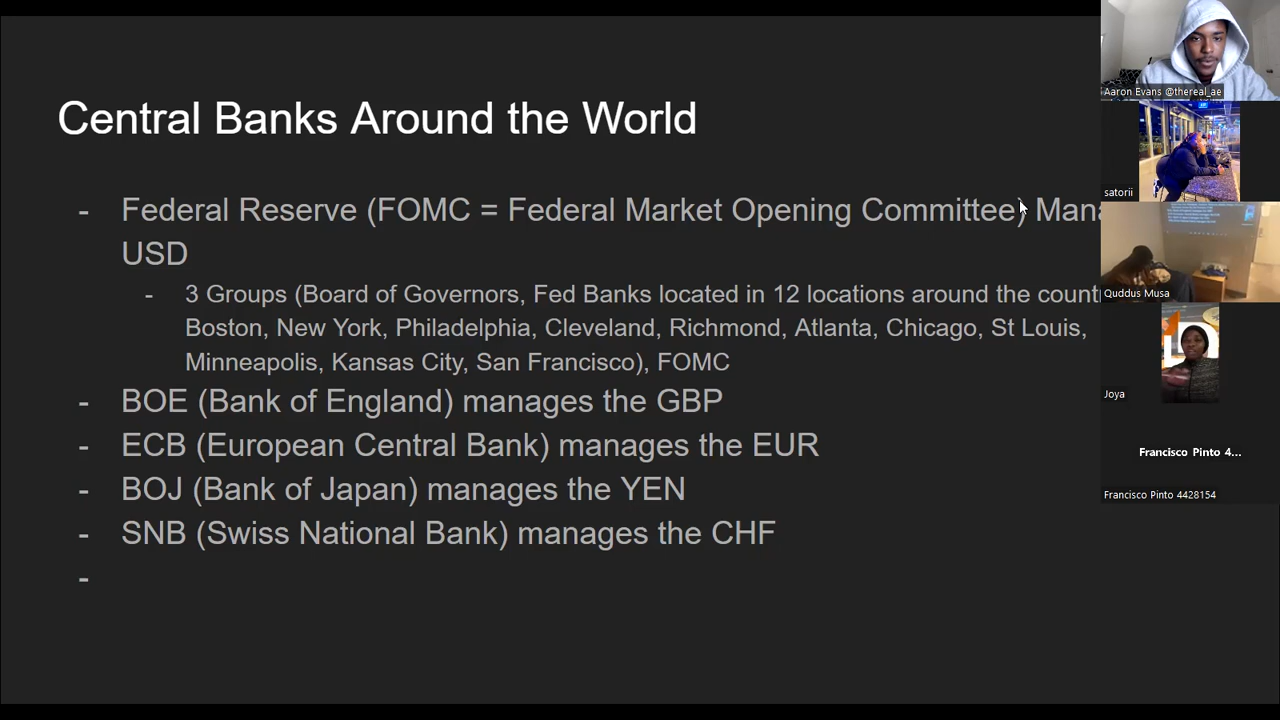 Central Banks Around the World
- Federal Reserve (FOMC = Federal Market Opening Committee) Mana
USD
- 3 Groups (Board of Governors, Fed Banks located in 12 locations around the count
Boston, New York, Philadelphia, Cleveland, Richmond, Atlanta, Chicago, St Louis,
Minneapolis, Kansas City, San Francisco), FOMC
- BOE (Bank of England) manages the GBP
- ECB (European Central Bank) manages the EUR
- BOJ (Bank of Japan) manages the YEN
- SNB (Swiss National Bank) manages the CHF
-
Aaron Evans @thereal_ae
satorii
Quddus Musa
Joya
Francisco Pinto 4...
Francisco Pinto 4428154